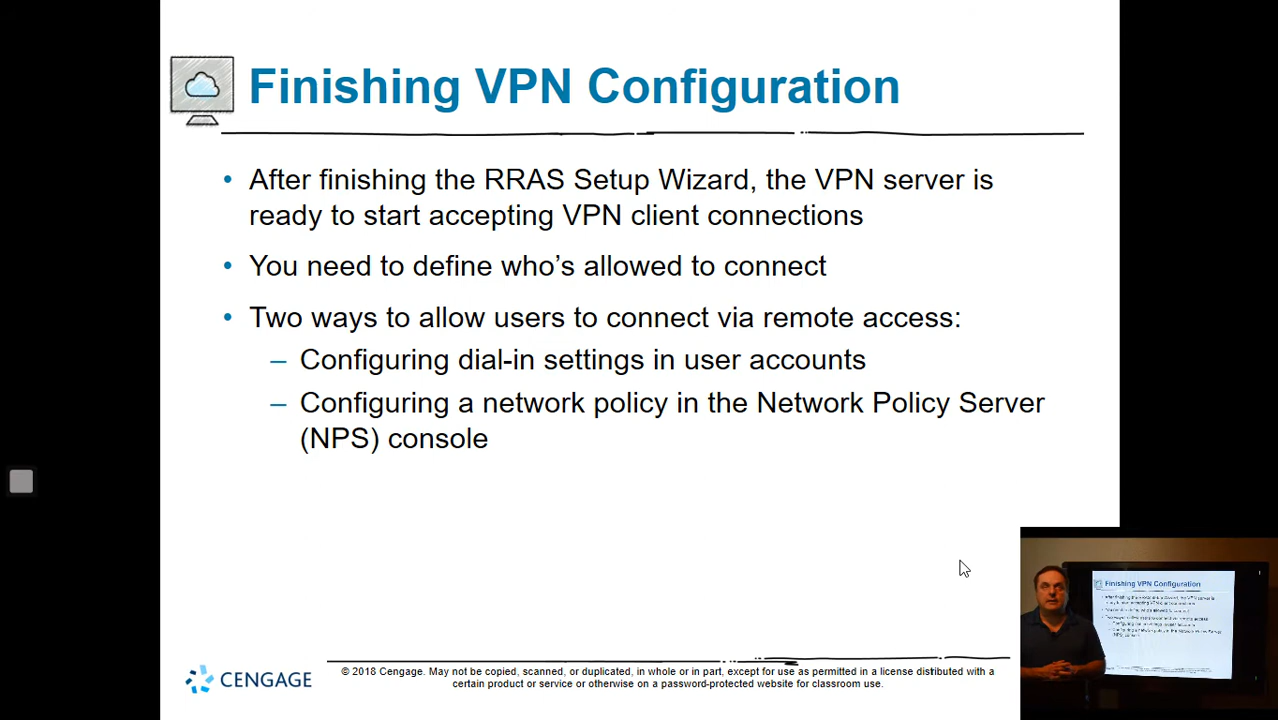 Finishing VPN Configuration
• After finishing the RRAS Setup Wizard, the VPN server is
ready to start accepting VPN client connections
• You need to define who's allowed to connect
• Two ways to allow users to connect via remote access:
– Configuring dial-in settings in user accounts
– Configuring a network policy in the Network Policy Server
(NPS) console
CENGAGE
© 2018 Cengage. May not be copied, scanned, or duplicated, in whole or in part, except for use as permitted in a license distributed with a
certain product or service or otherwise on a password-protected website for classroom use.
Finishing VPN Configuration